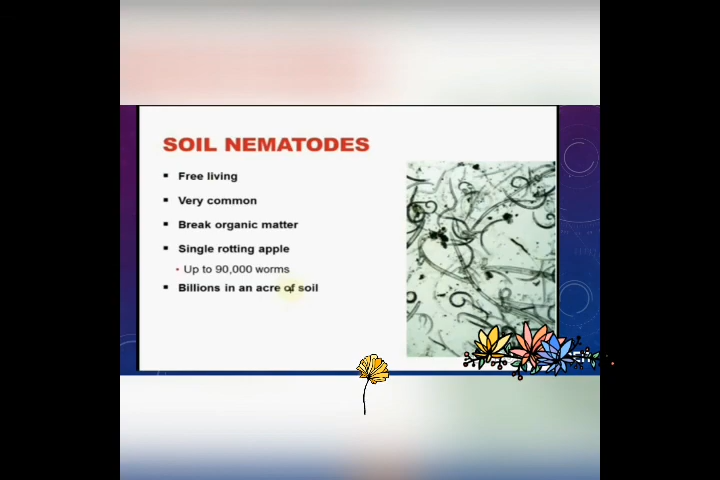 SOIL NEMATODES
Free living
Very common
Break organic matter
Single rotting apple
Up to 90,000 worms
Billions in an acre of soil